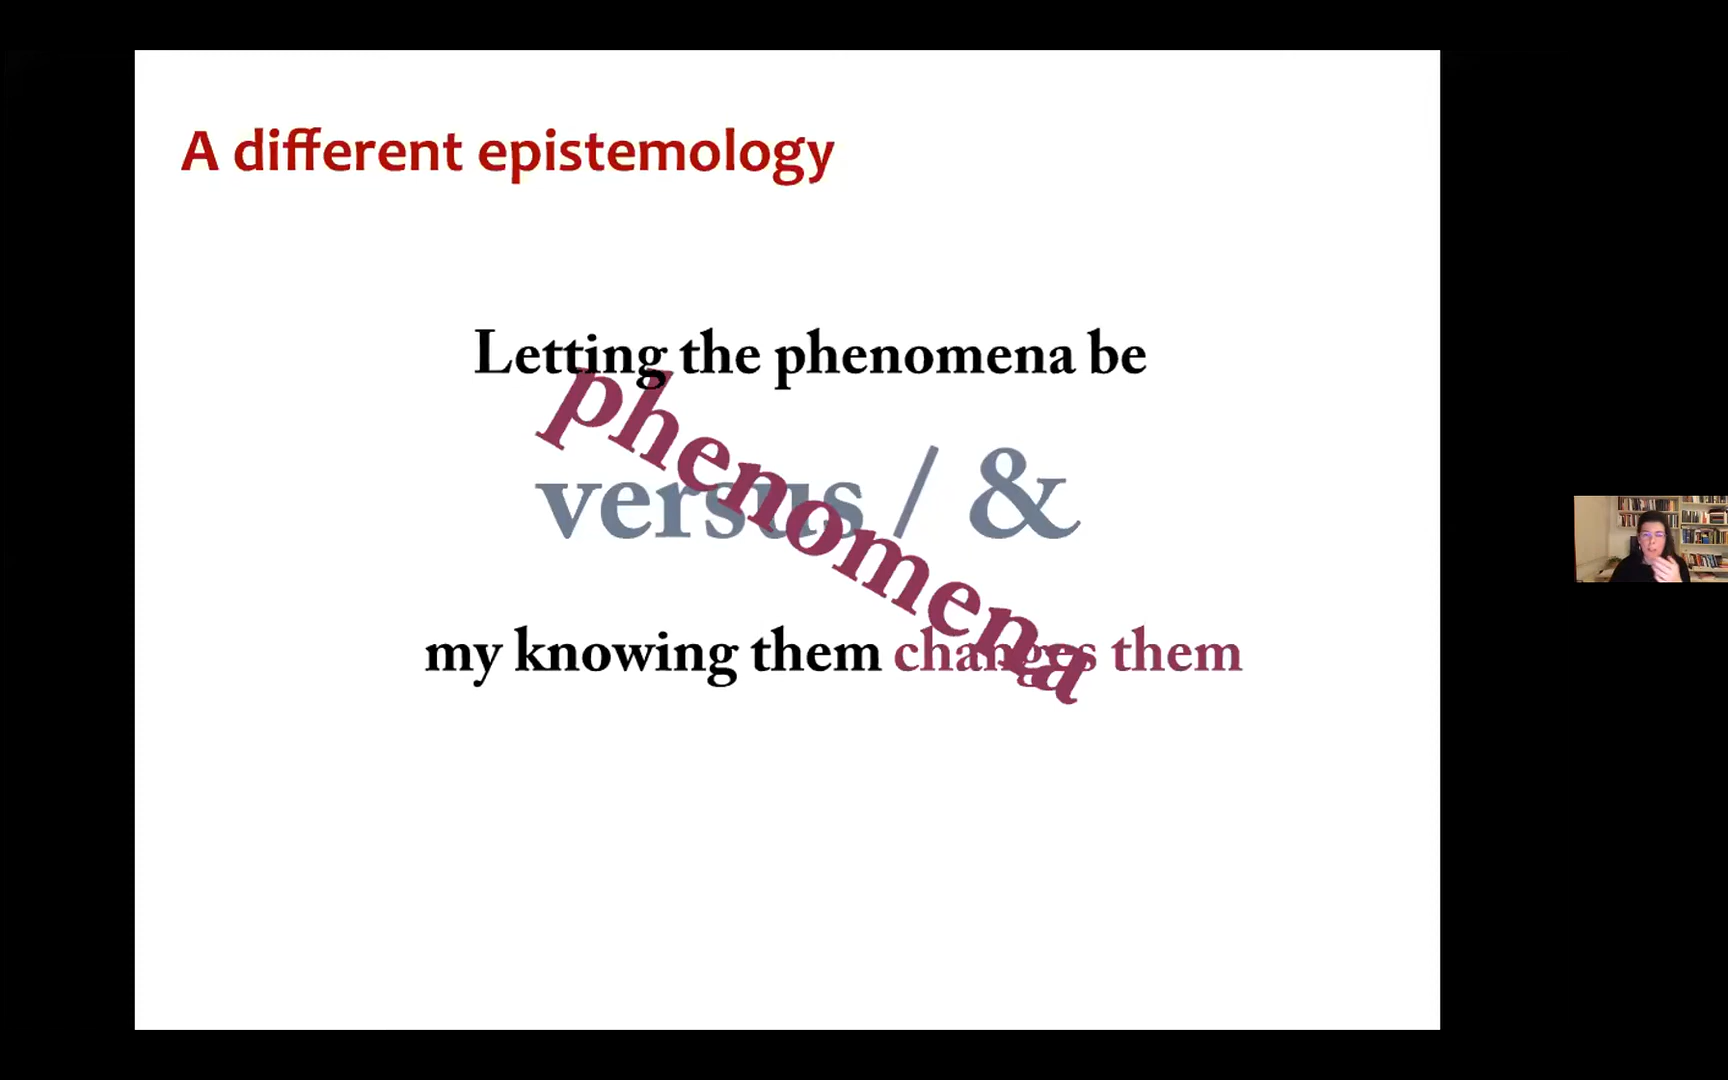 A different epistemology
Letting the phenomena be
phenomena
versus / &
my knowing them changes them